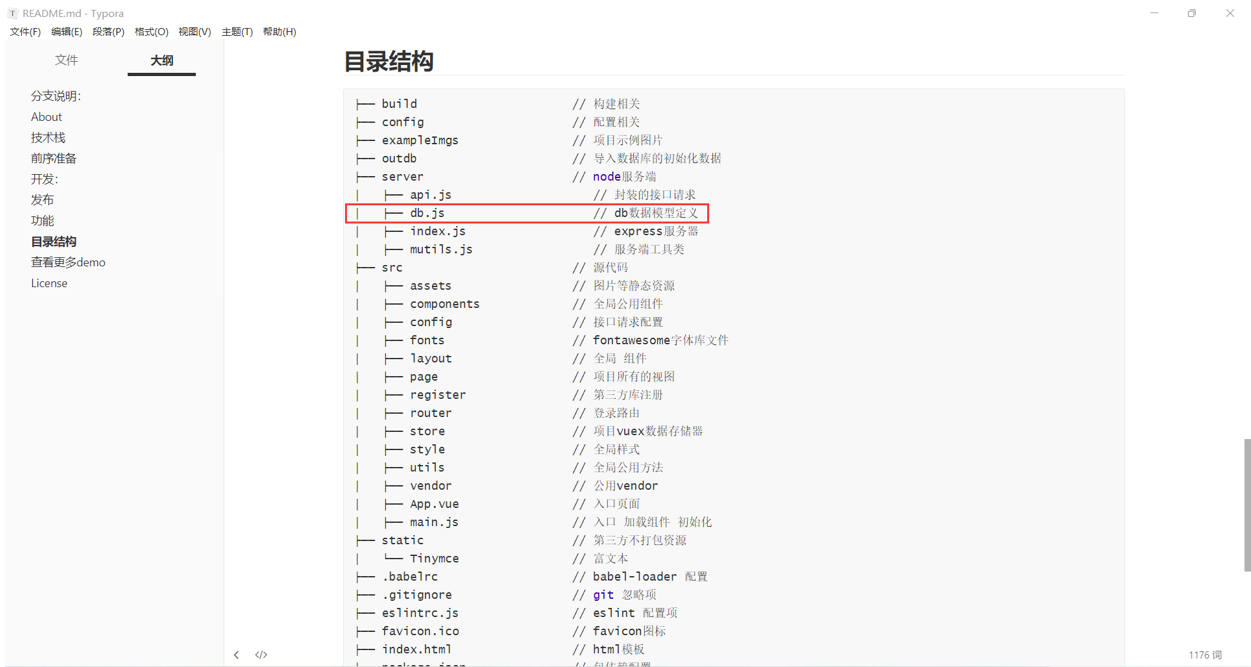 T README.md - Typora
文件(F) 编辑(E) 段落(P) 格式(O) 视图(V) 主题(T) 帮助(H)
文件 大纲
分支说明:
About
技术栈
前序准备
开发:
发布
功能
目录结构
查看更多demo
License
目录结构
├── build // 构建相关
├── config // 配置相关
├── exampleImgs // 项目示例图片
├── outdb // 导入数据库的初始化数据
├── server // node服务端
│ ├── api.js // 封装的接口请求
│ ├── db.js // db数据模型定义
│ ├── index.js // express服务器
│ ├── mutils.js // 服务端工具类
├── src // 源代码
│ ├── assets // 图片等静态资源
│ ├── components // 全局公用组件
│ ├── config // 接口请求配置
│ ├── fonts // fontawesome字体库文件
│ ├── layout // 全局 组件
│ ├── page // 项目所有的视图
│ ├── register // 第三方库注册
│ ├── router // 登录路由
│ ├── store // 项目vuex数据存储器
│ ├── style // 全局样式
│ ├── utils // 全局公用方法
│ ├── vendor // 公用vendor
│ ├── App.vue // 入口页面
│ ├── main.js // 入口 加载组件 初始化
├── static // 第三方不打包资源
│ └── Tinymce // 富文本
├── .babelrc // babel-loader 配置
├── .gitignore // git 忽略项
├── eslintrc.js // eslint 配置项
├── favicon.ico // favicon图标
├── index.html // html模板
</> 1176 词